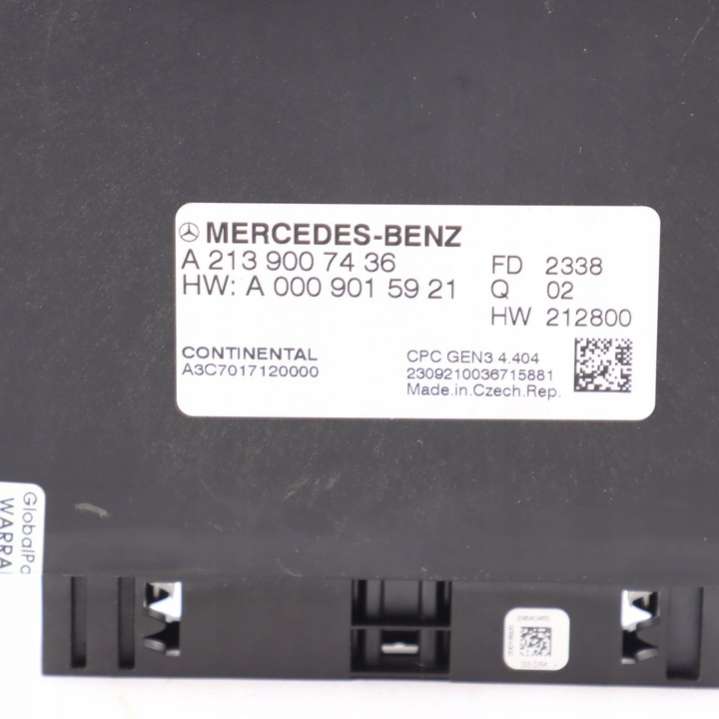 MERCEDES-BENZ
A 213 900 74 36
HW: A 000 901 59 21
FD 2338
Q 02
HW 212800
CONTINENTAL
A3C7017120000
CPC GEN3 4.404
2309210036715881
Made.in.Czech.Rep.
GlobalPa
WARRA